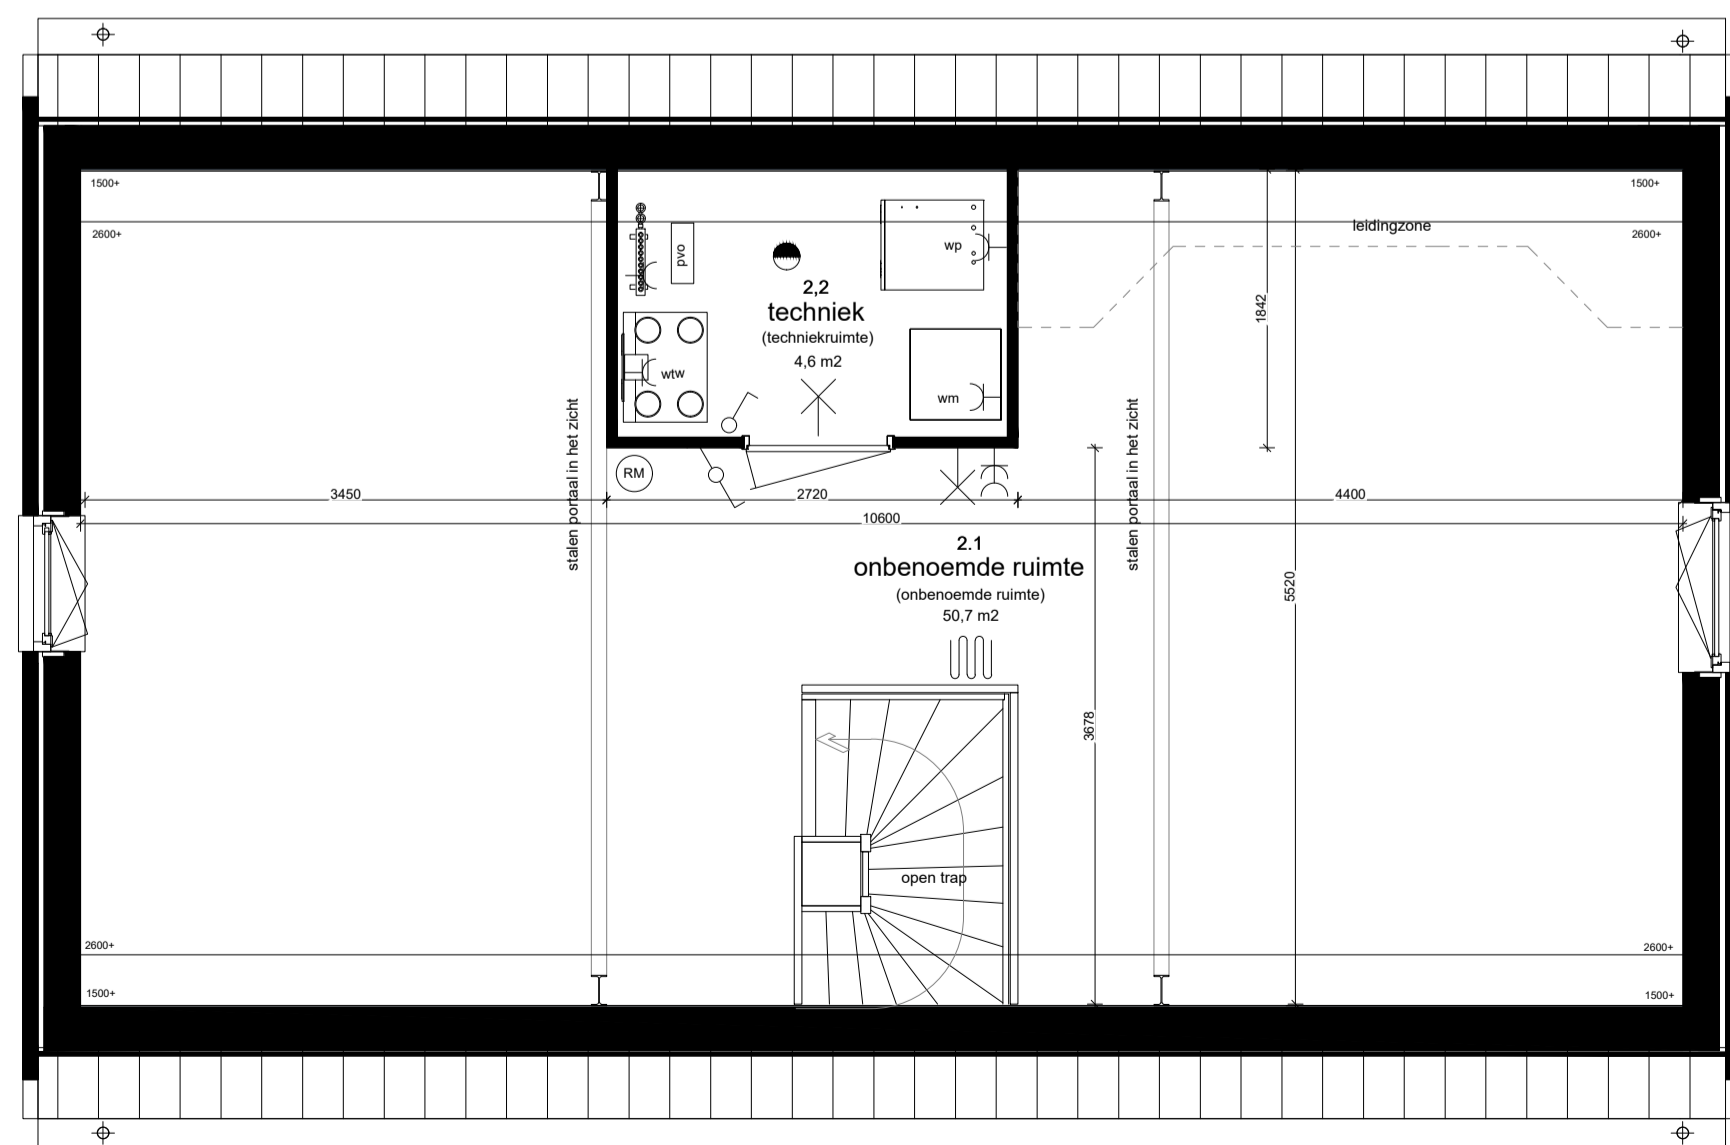 1500+
1500+
2600+
2600+
leidingzone
pvo
wp
2,2
techniek
(techniekruimte)
4,6 m2
1842
wtw
wm
stalen portaal in het zicht
stalen portaal in het zicht
RM
3450
2720
4400
10600
2.1
onbenoemde ruimte
(onbenoemde ruimte)
50,7 m2
5520
3678
open trap
2600+
2600+
1500+
1500+